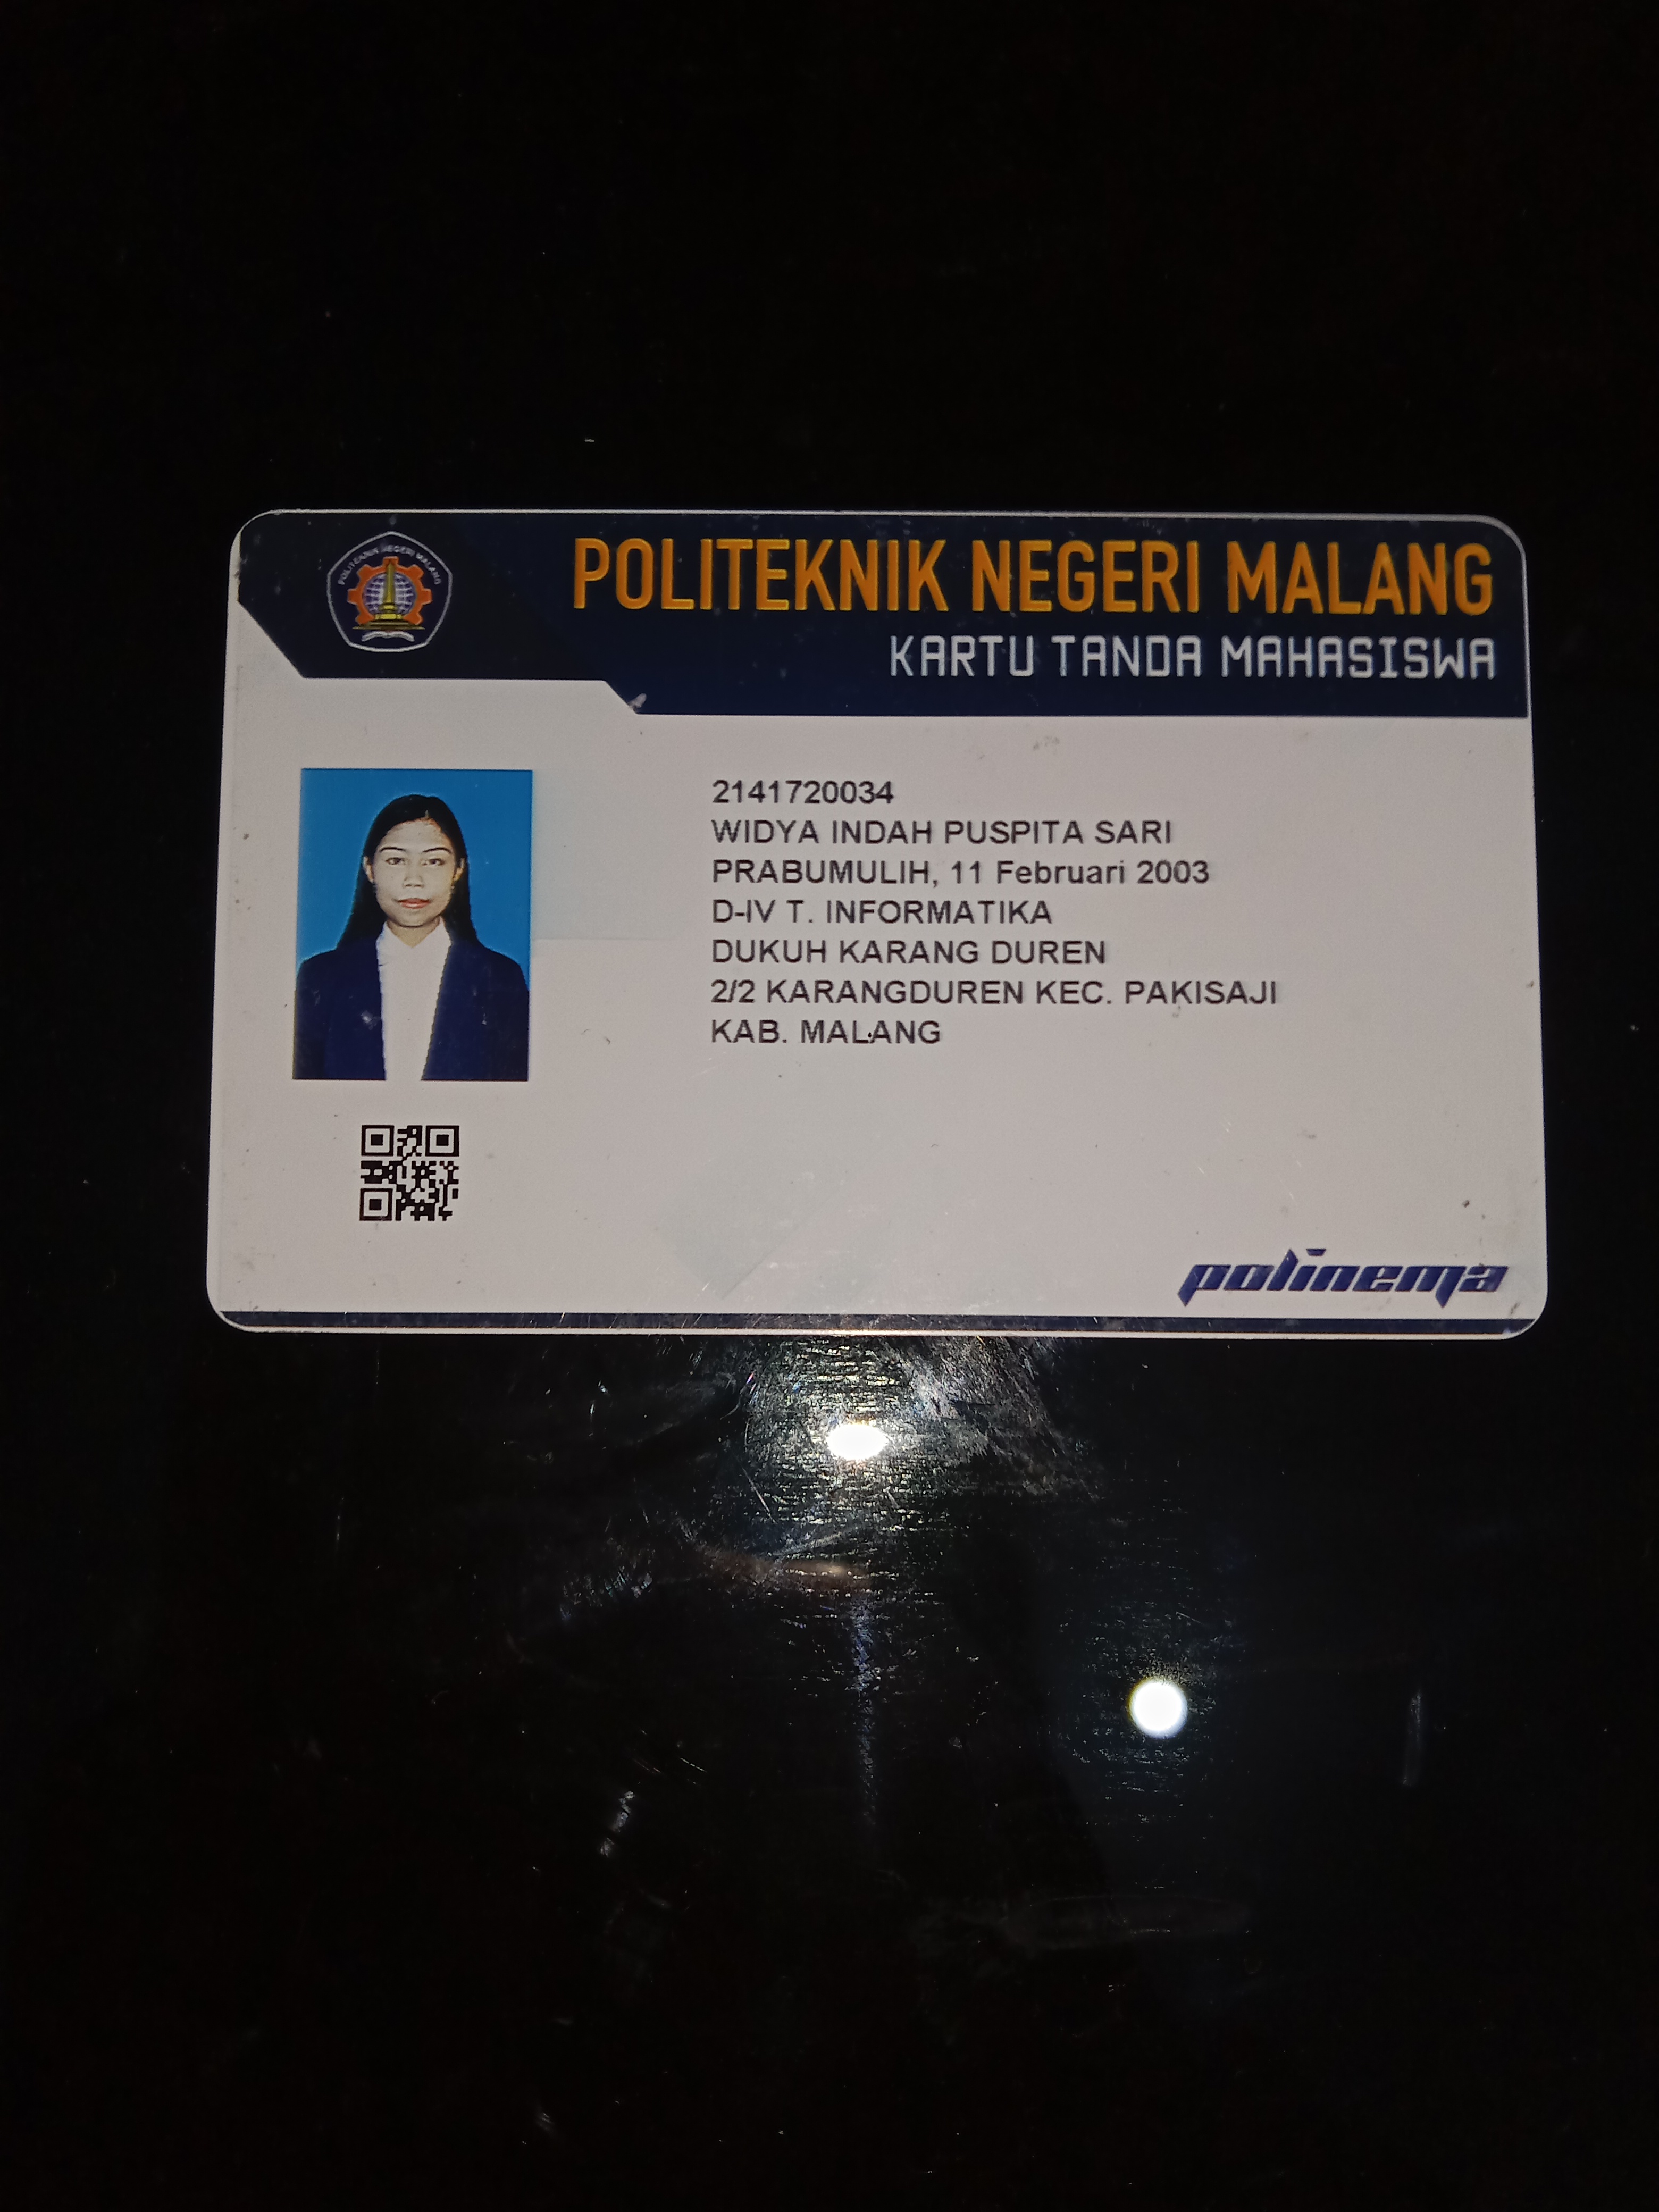 POLITEKNIK NEGERI MALANG
POLITEKNIK NEGERI MALANG
KARTU TANDA MAHASISWA
2141720034
WIDYA INDAH PUSPITA SARI
PRABUMULIH, 11 Februari 2003
D-IV T. INFORMATIKA
DUKUH KARANG DUREN
2/2 KARANGDUREN KEC. PAKISAJI
KAB. MALANG
polinema